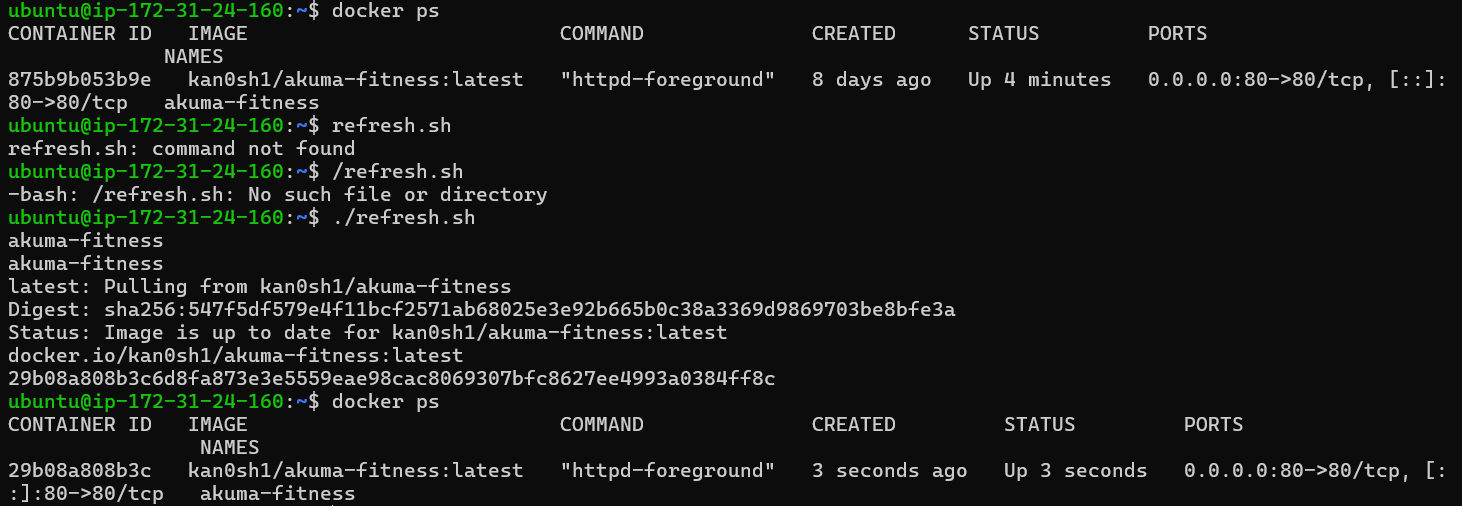 ubuntu@ip-172-31-24-160:~$ docker ps
CONTAINER ID   IMAGE                          COMMAND              CREATED      STATUS         PORTS
             NAMES
875b9b053b9e   kan0sh1/akuma-fitness:latest   "httpd-foreground"   8 days ago   Up 4 minutes   0.0.0.0:80->80/tcp, [::]:
80->80/tcp   akuma-fitness
ubuntu@ip-172-31-24-160:~$ refresh.sh
refresh.sh: command not found
ubuntu@ip-172-31-24-160:~$ /refresh.sh
-bash: /refresh.sh: No such file or directory
ubuntu@ip-172-31-24-160:~$ ./refresh.sh
akuma-fitness
akuma-fitness
latest: Pulling from kan0sh1/akuma-fitness
Digest: sha256:547f5df579e4f11bcf2571ab68025e3e92b665b0c38a3369d9869703be8bfe3a
Status: Image is up to date for kan0sh1/akuma-fitness:latest
docker.io/kan0sh1/akuma-fitness:latest
29b08a808b3c6d8fa873e3e5559eae98cac8069307bfc8627ee4993a0384ff8c
ubuntu@ip-172-31-24-160:~$ docker ps
CONTAINER ID   IMAGE                          COMMAND              CREATED         STATUS         PORTS
                NAMES
29b08a808b3c   kan0sh1/akuma-fitness:latest   "httpd-foreground"   3 seconds ago   Up 3 seconds   0.0.0.0:80->80/tcp, [:
:]:80->80/tcp   akuma-fitness